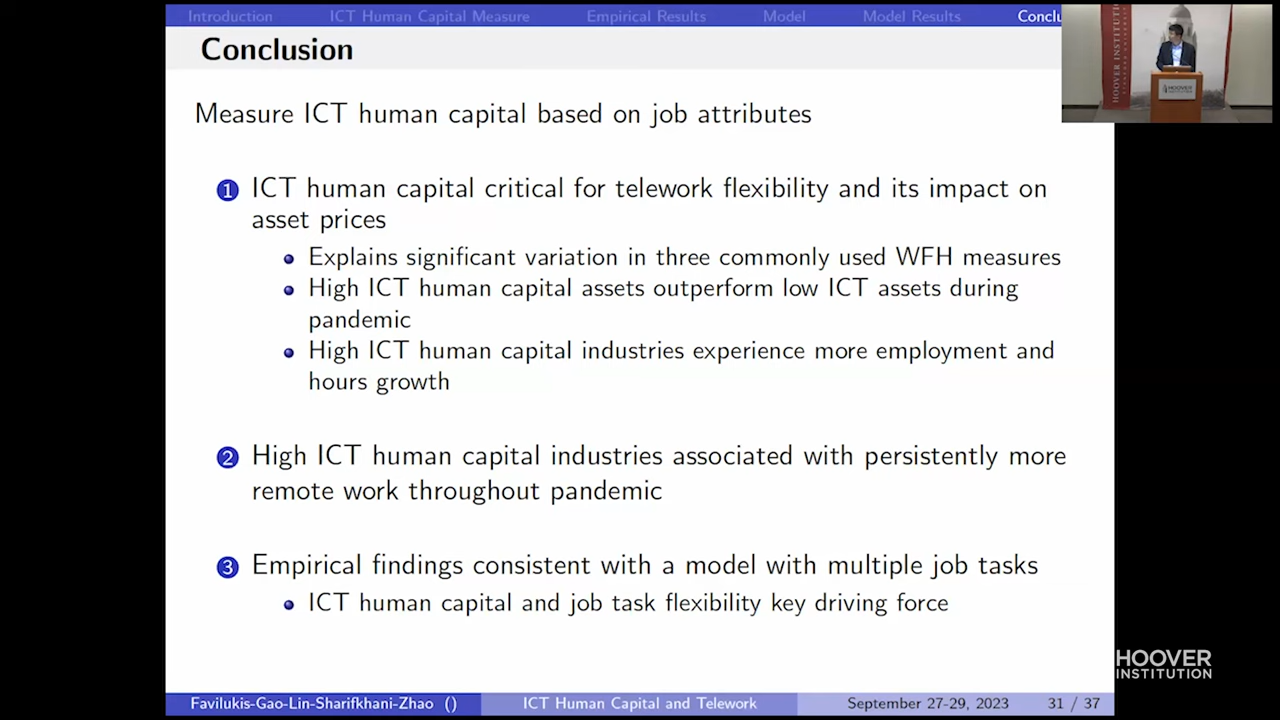 Introduction ICT Human Capital Measure Empirical Results Model Model Results Conclu
Conclusion
Measure ICT human capital based on job attributes
1 ICT human capital critical for telework flexibility and its impact on
asset prices
Explains significant variation in three commonly used WFH measures
High ICT human capital assets outperform low ICT assets during
pandemic
High ICT human capital industries experience more employment and
hours growth
2 High ICT human capital industries associated with persistently more
remote work throughout pandemic
3 Empirical findings consistent with a model with multiple job tasks
ICT human capital and job task flexibility key driving force
Favilukis-Gao-Lin-Sharifkhani-Zhao () ICT Human Capital and Telework September 27-29, 2023 31 / 37
HOOVER INSTITUTION
HOOVER
HOOVER
INSTITUTION